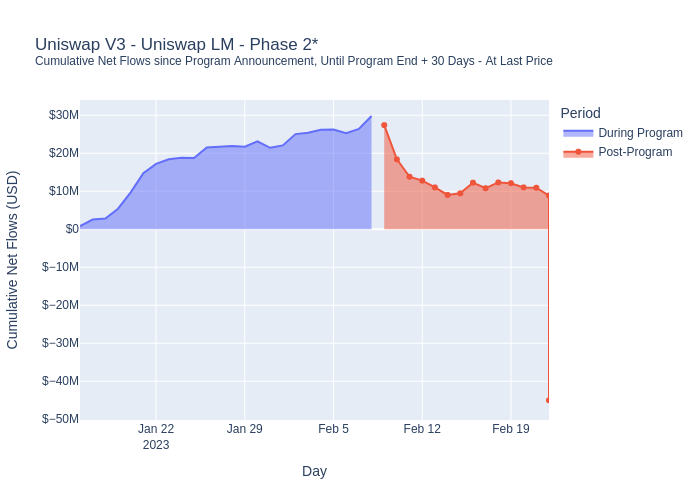 Uniswap V3 - Uniswap LM - Phase 2*
Cumulative Net Flows since Program Announcement, Until Program End + 30 Days - At Last Price
Period
During Program
Post-Program
Cumulative Net Flows (USD)
$30M
$20M
$10M
$0
$−10M
$−20M
$−30M
$−40M
$−50M
Jan 22
2023
Jan 29
Feb 5
Feb 12
Feb 19
Day